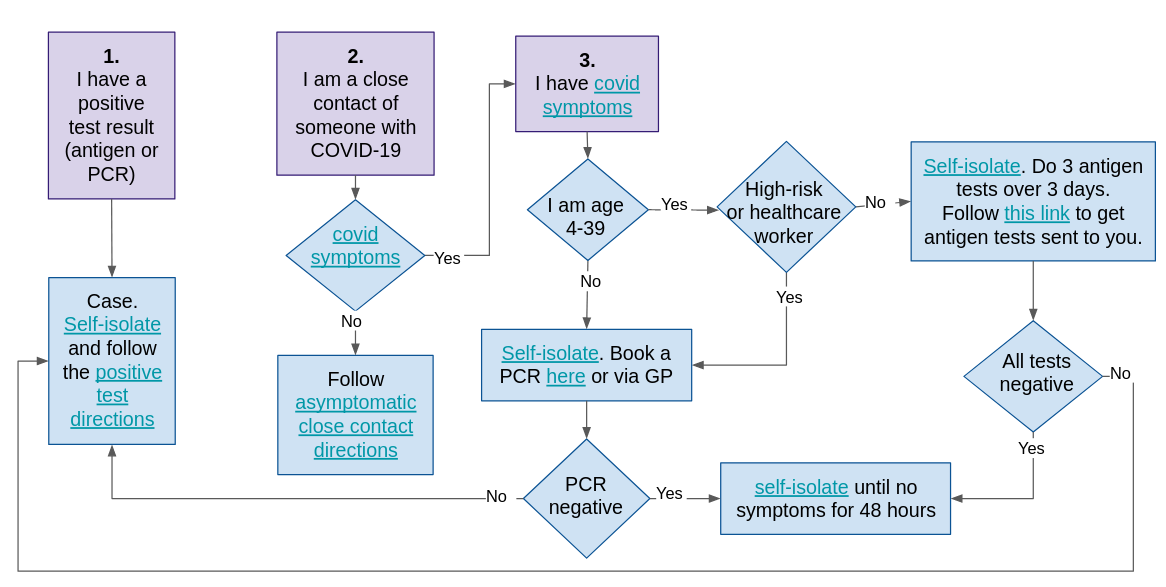 1.
I have a
positive
test result
(antigen or
PCR)
2.
I am a close
contact of
someone with
COVID-19
3.
I have covid
symptoms
covid
symptoms
Yes
No
I am age
4-39
Yes
No
High-risk
or healthcare
worker
No
Yes
Self-isolate. Do 3 antigen
tests over 3 days.
Follow this link to get
antigen tests sent to you.
Case.
Self-isolate
and follow
the positive
test
directions
Follow
asymptomatic
close contact
directions
Self-isolate. Book a
PCR here or via GP
All tests
negative
No
Yes
PCR
negative
No
Yes
self-isolate until no
symptoms for 48 hours